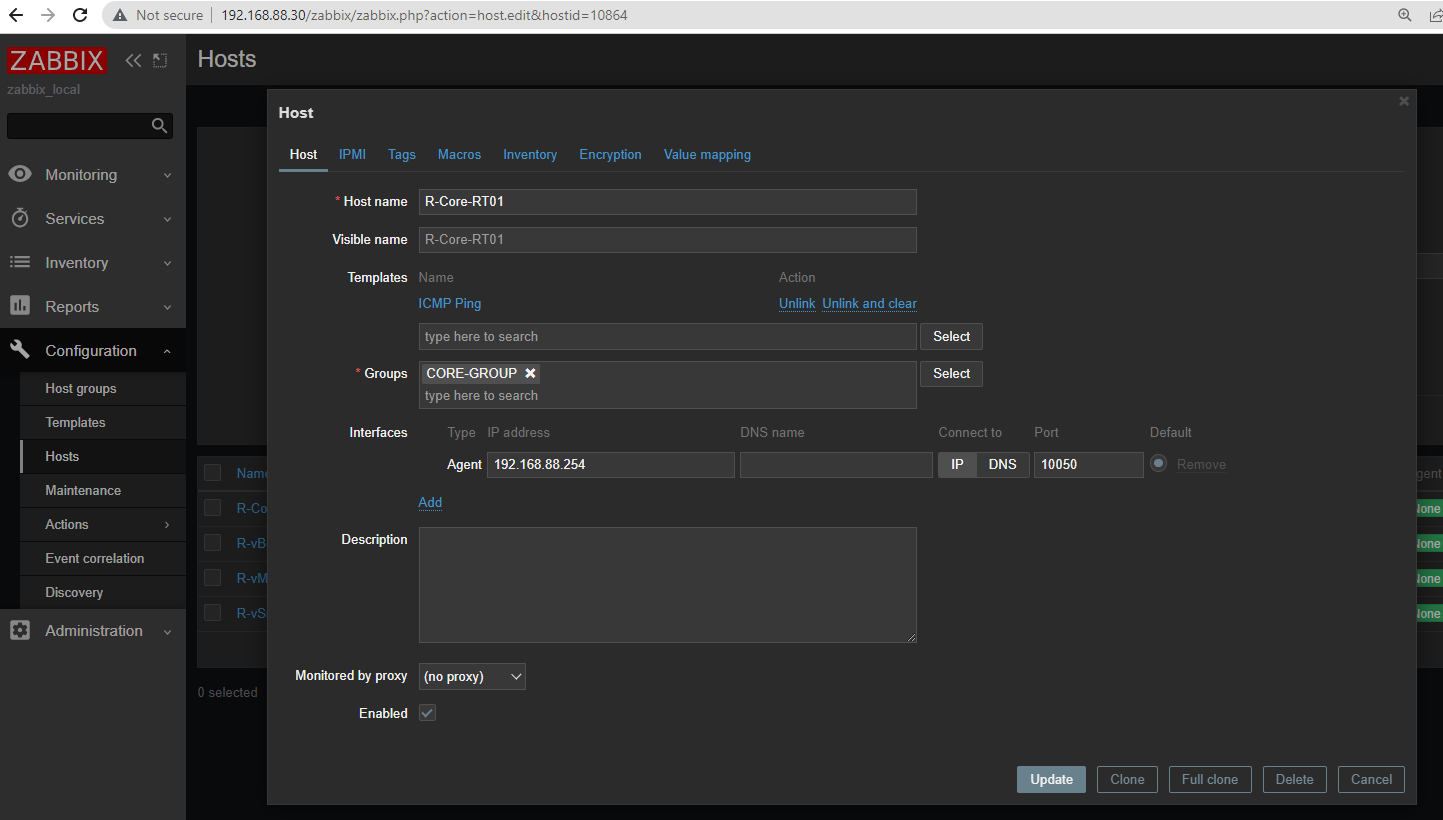 Not secure 192.168.88.30/zabbix/zabbix.php?action=host.edit&hostid=10864
ZABBIX
zabbix_local
Monitoring
Services
Inventory
Reports
Configuration
Host groups
Templates
Hosts
Maintenance
Actions
Event correlation
Discovery
Administration
Hosts
Name
R-Co
R-vB
R-vM
R-vS
0 selected
Host
Host IPMI Tags Macros Inventory Encryption Value mapping
* Host name R-Core-RT01
Visible name R-Core-RT01
Templates Name Action
ICMP Ping Unlink Unlink and clear
type here to search Select
* Groups CORE-GROUP Select
type here to search
Interfaces Type IP address DNS name Connect to Port Default
Agent 192.168.88.254 IP DNS 10050 Remove
Add
Description
Monitored by proxy (no proxy)
Enabled
Update Clone Full clone Delete Cancel
gent
None
None
None
None